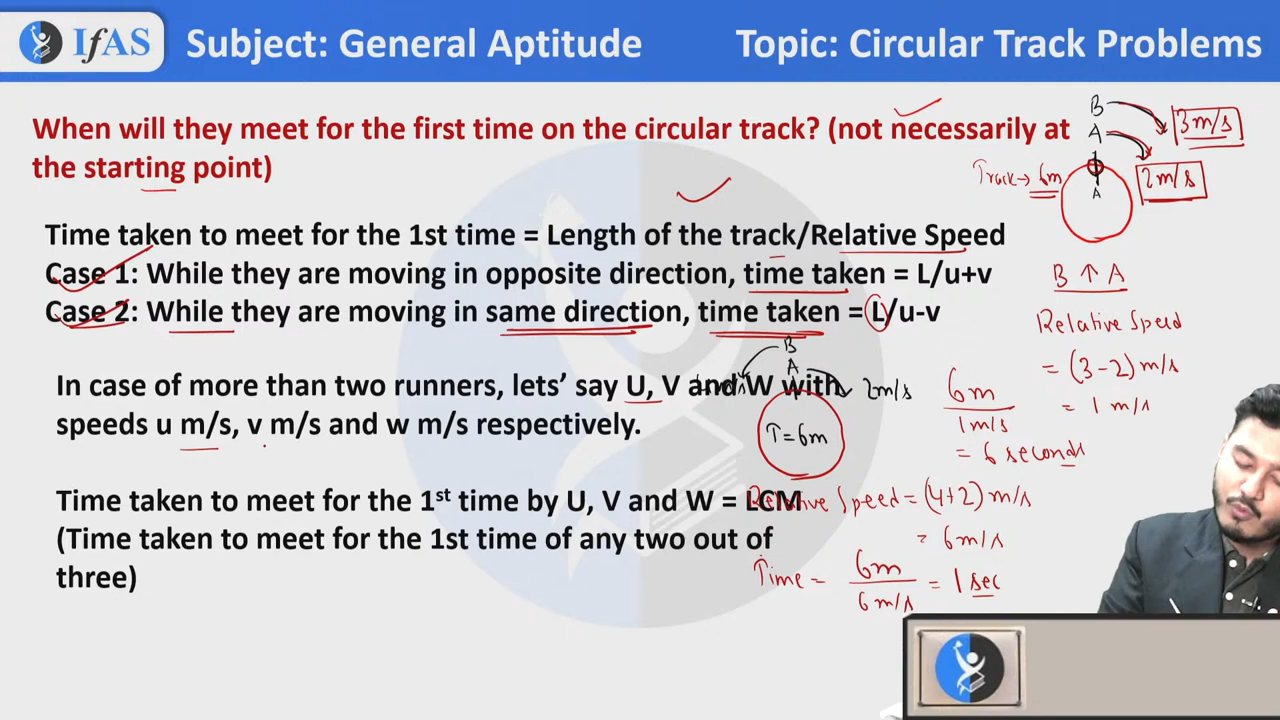 IfAS
Subject: General Aptitude
Topic: Circular Track Problems
When will they meet for the first time on the circular track? (not necessarily at
the starting point)
B
3m/s
A
Track → 6m
2m/s
A
Time taken to meet for the 1st time = Length of the track/Relative Speed
Case 1: While they are moving in opposite direction, time taken = L/u+v
Case 2: While they are moving in same direction, time taken = L/u-v
B ↑ A
Relative Speed
= (3-2) m/s
= 1 m/s
6m
1m/s
= 6 seconds
B
A
2m/s
T=6m
In case of more than two runners, lets' say U, V and W with
speeds u m/s, v m/s and w m/s respectively.
Relative Speed = (4+2) m/s
= 6m/s
Time = 6m
6m/s
= 1 sec
Time taken to meet for the 1st time by U, V and W = LCM
(Time taken to meet for the 1st time of any two out of
three)